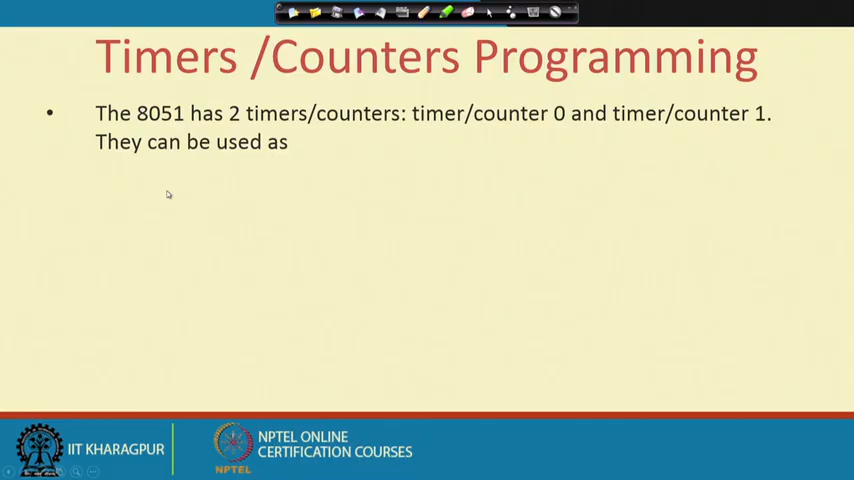 Timers /Counters Programming
• The 8051 has 2 timers/counters: timer/counter 0 and timer/counter 1.
They can be used as
IIT KHARAGPUR
NPTEL
NPTEL ONLINE
CERTIFICATION COURSES